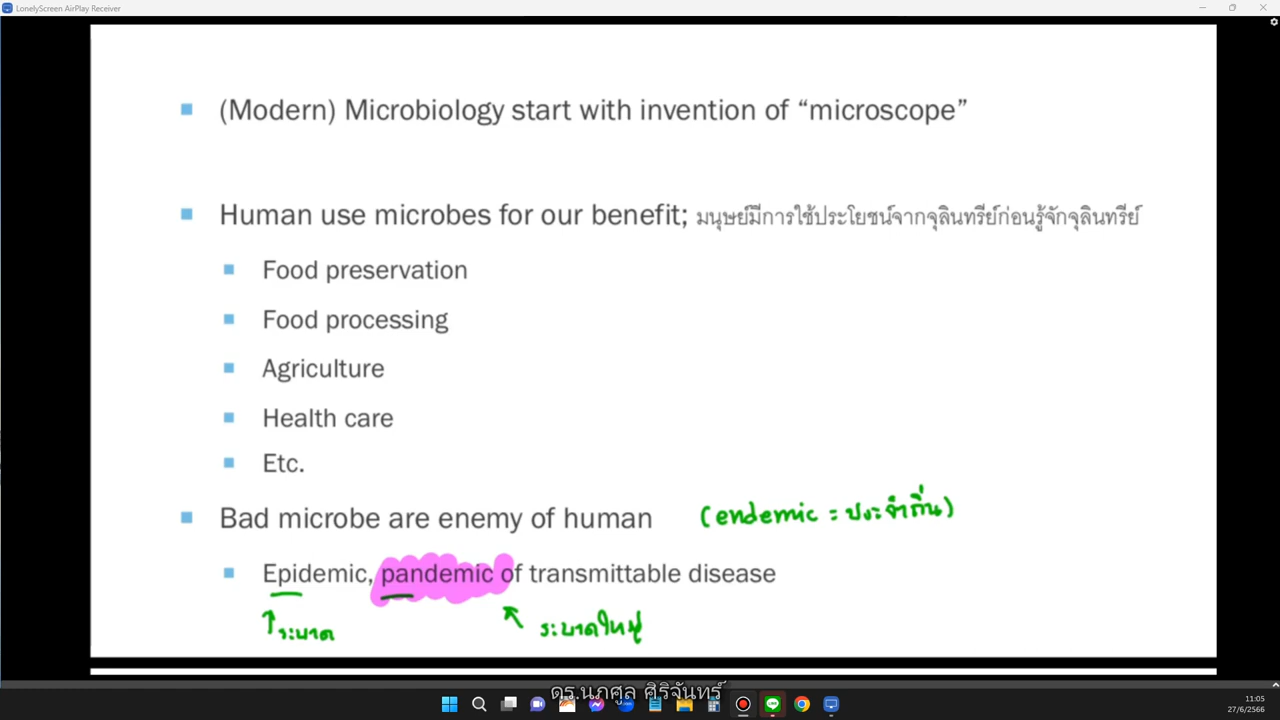 LonelyScreen AirPlay Receiver
(Modern) Microbiology start with invention of “microscope”
Human use microbes for our benefit; มนุษย์มีการใช้ประโยชน์จากจุลินทรีย์ก่อนรู้จักจุลินทรีย์
Food preservation
Food processing
Agriculture
Health care
Etc.
Bad microbe are enemy of human (endemic = ประจำถิ่น)
Epidemic, pandemic of transmittable disease
ระบาด ระบาดใหญ่
ดร.นภศูล ศิริจันทร์
11:05
27/6/2566